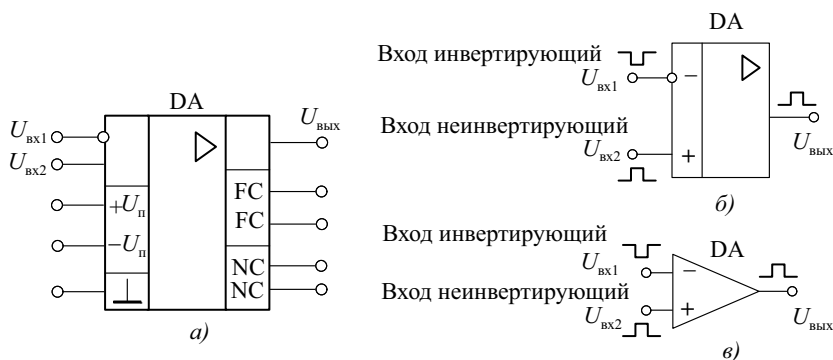 DA
U вх1
U вх2
+U п
−U п
U вых
FC
FC
NC
NC
а)
DA
Вход инвертирующий
U вх1
−
Вход неинвертирующий
U вх2
+
U вых
б)
Вход инвертирующий
DA
U вх1
−
Вход неинвертирующий
U вх2
+
U вых
в)